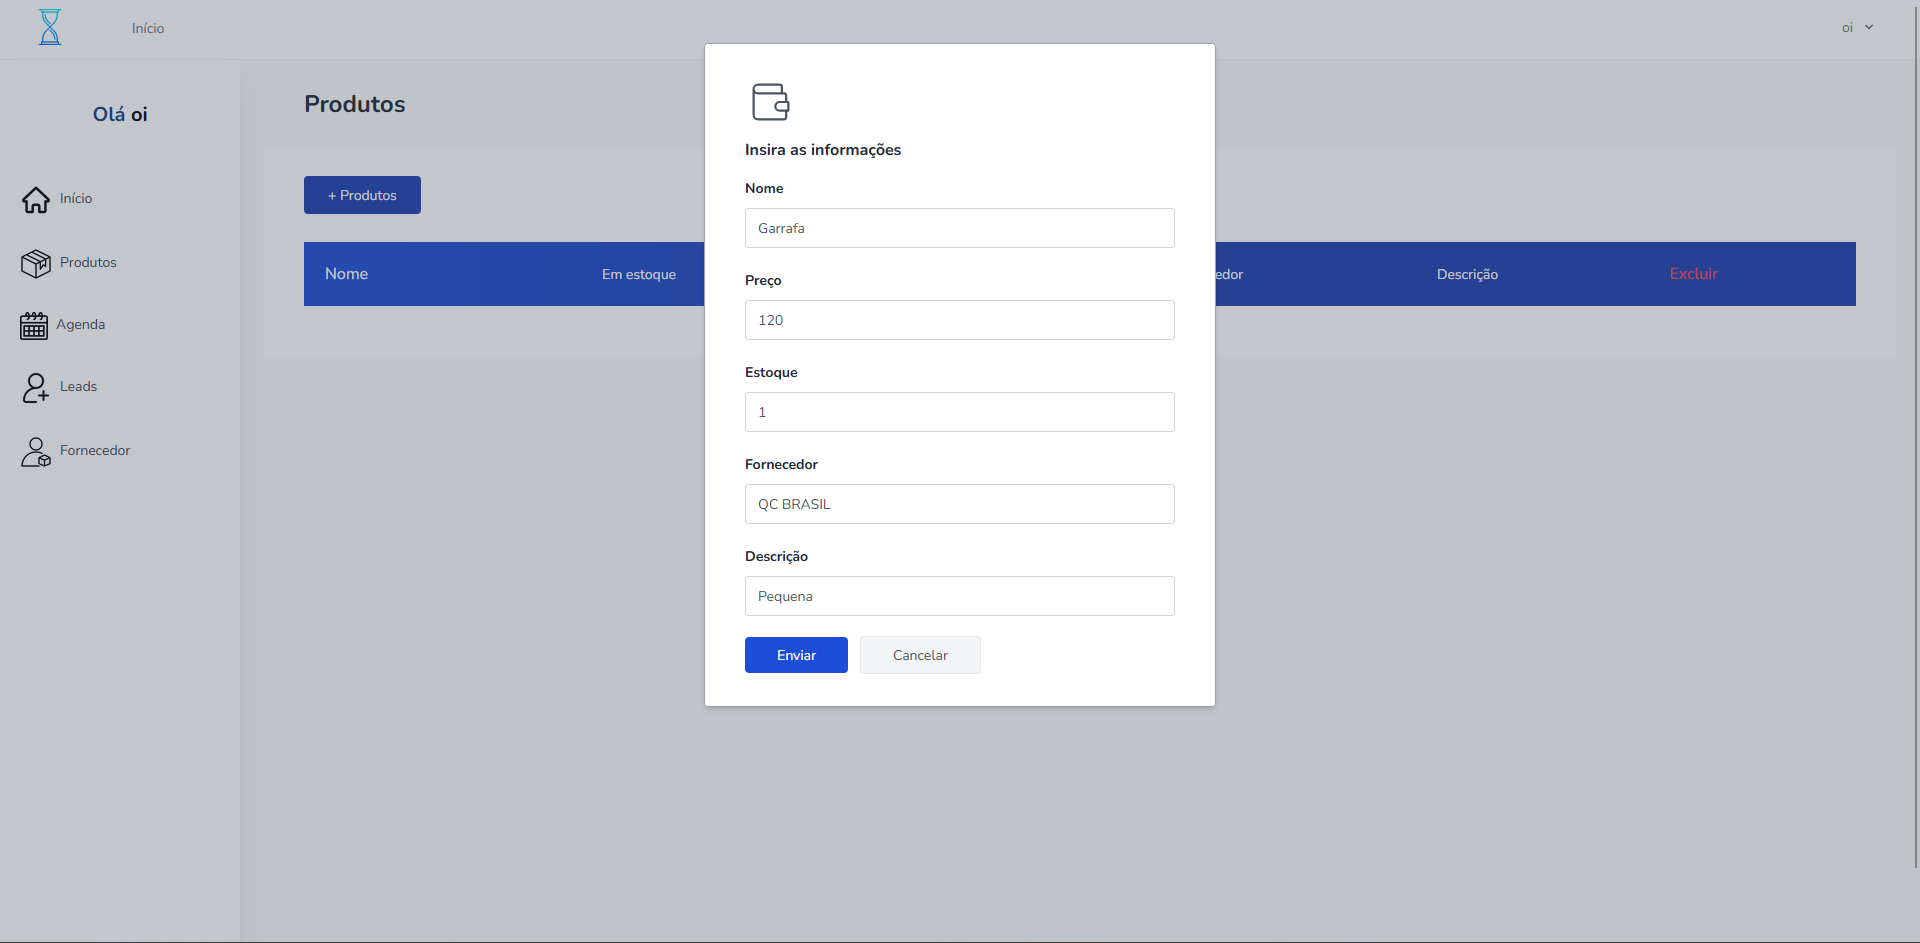 Início
oi
Olá oi
Início
Produtos
Agenda
Leads
Fornecedor
Produtos
+ Produtos
Nome
Em estoque
edor
Descrição
Excluir
Insira as informações
Nome
Garrafa
Preço
120
Estoque
1
Fornecedor
QC BRASIL
Descrição
Pequena
Enviar
Cancelar